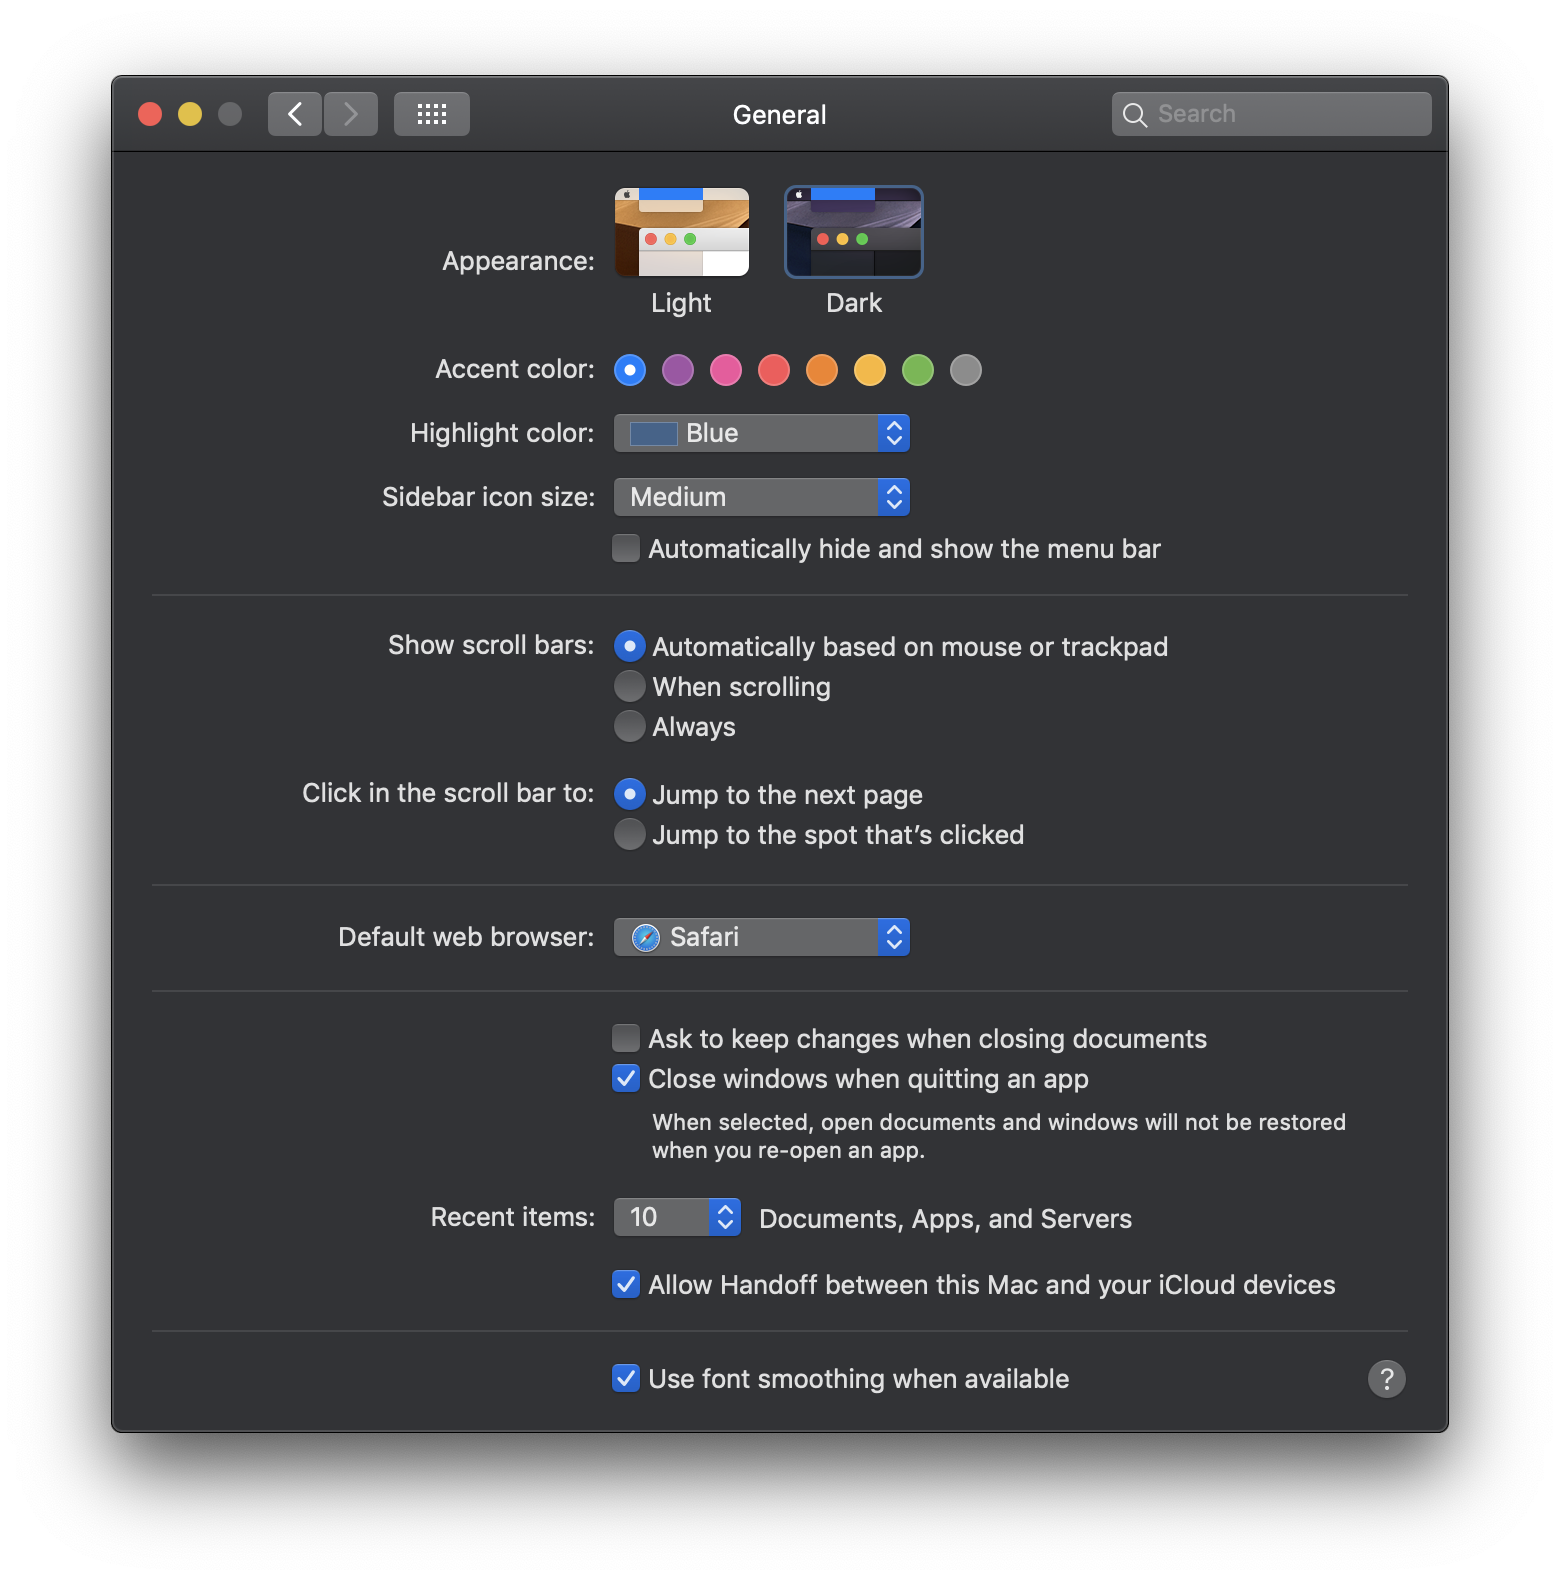 General
Search
Appearance:
Light
Dark
Accent color:
Highlight color:
Blue
Sidebar icon size:
Medium
Automatically hide and show the menu bar
Show scroll bars:
Automatically based on mouse or trackpad
When scrolling
Always
Click in the scroll bar to:
Jump to the next page
Jump to the spot that’s clicked
Default web browser:
Safari
Ask to keep changes when closing documents
Close windows when quitting an app
When selected, open documents and windows will not be restored
when you re-open an app.
Recent items:
10
Documents, Apps, and Servers
Allow Handoff between this Mac and your iCloud devices
Use font smoothing when available
?